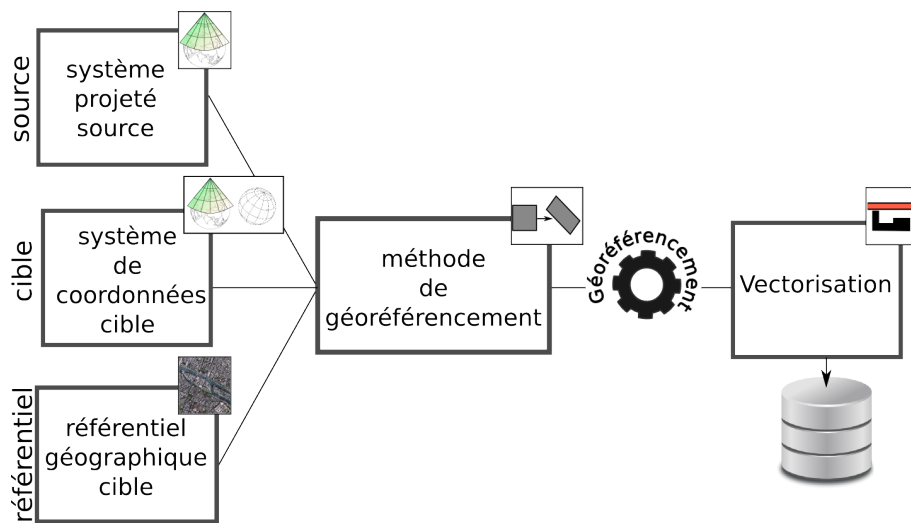 source
système
projeté
source
cible
système
de
coordonnées
cible
référentiel
référentiel
géographique
cible
méthode
de
géoréférencement
Géoréférencement
Vectorisation